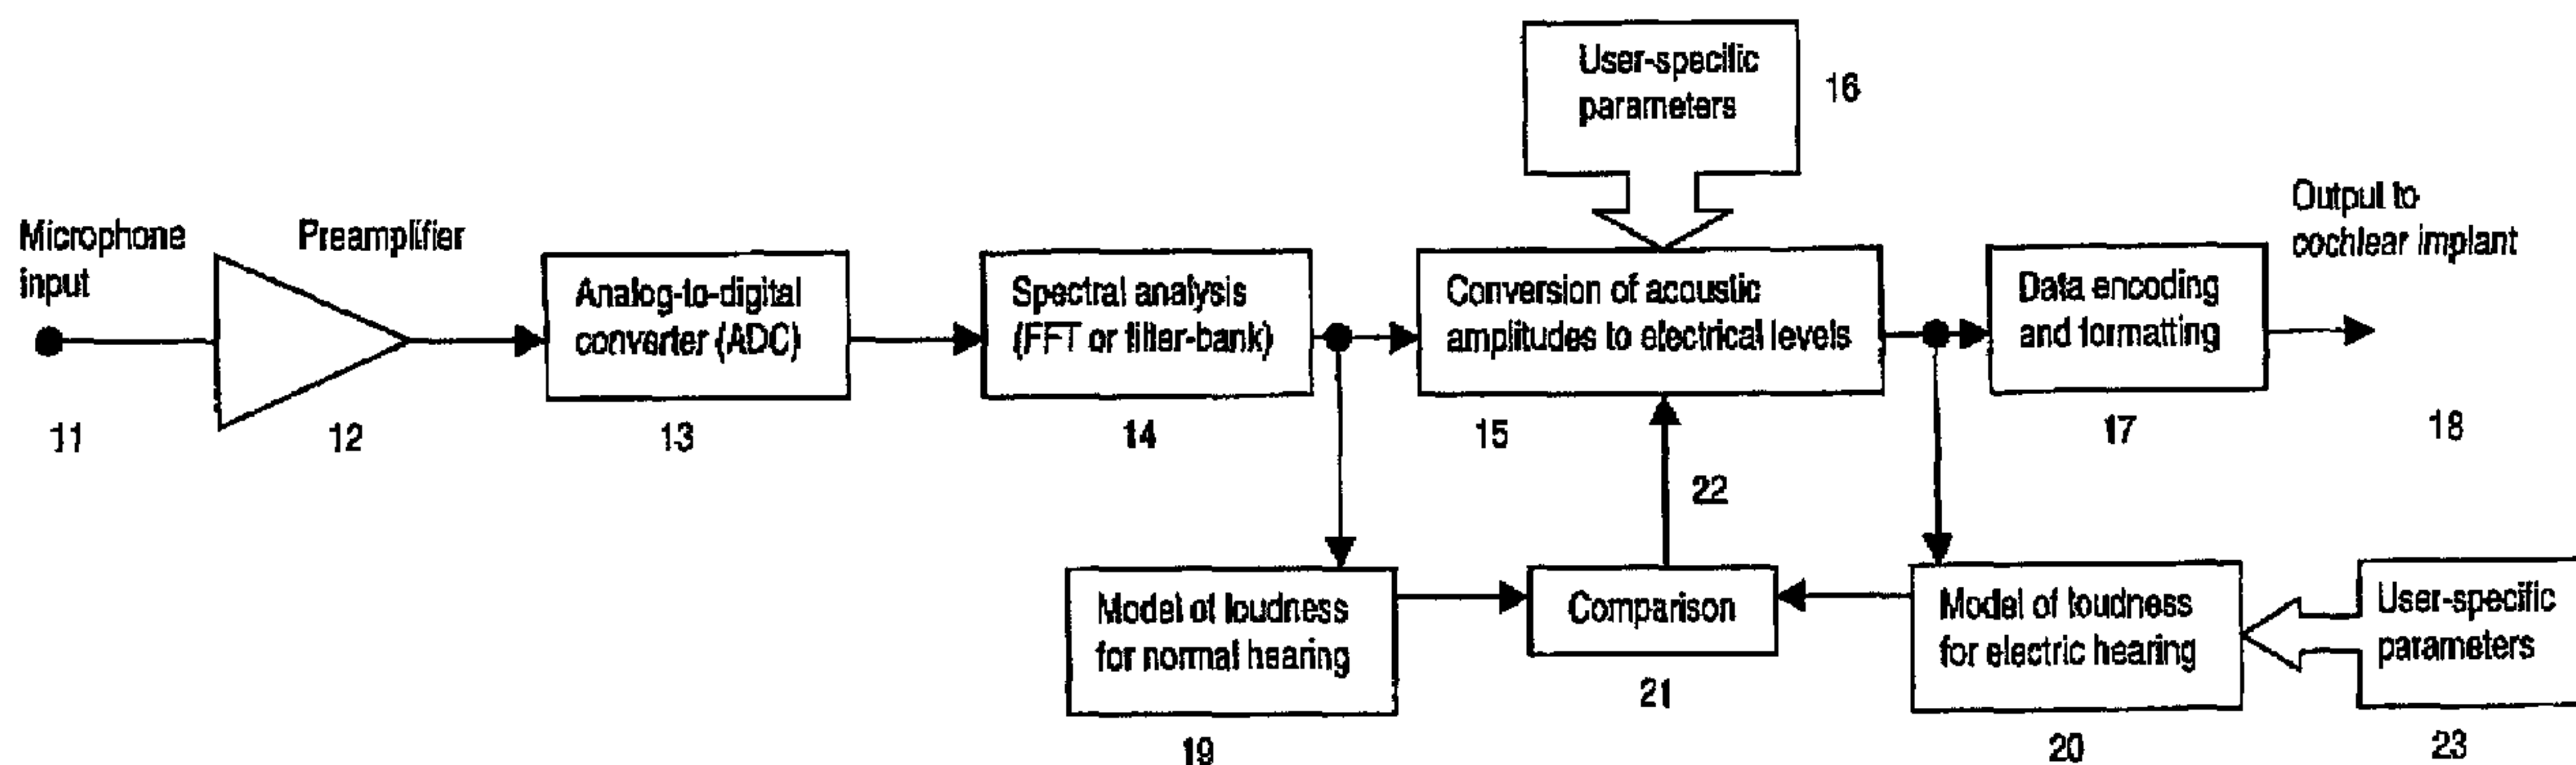 User-specific
parameters
16
Microphone
input
Preamplifier
Output to
cochlear implant
Analog-to-digital
converter (ADC)
Spectral analysis
(FFT or filter-bank)
Conversion of acoustic
amplitudes to electrical levels
Data encoding
and formatting
11
12
13
14
15
17
18
22
Model of loudness
for normal hearing
Comparison
Model of loudness
for electric hearing
User-specific
parameters
19
21
20
23